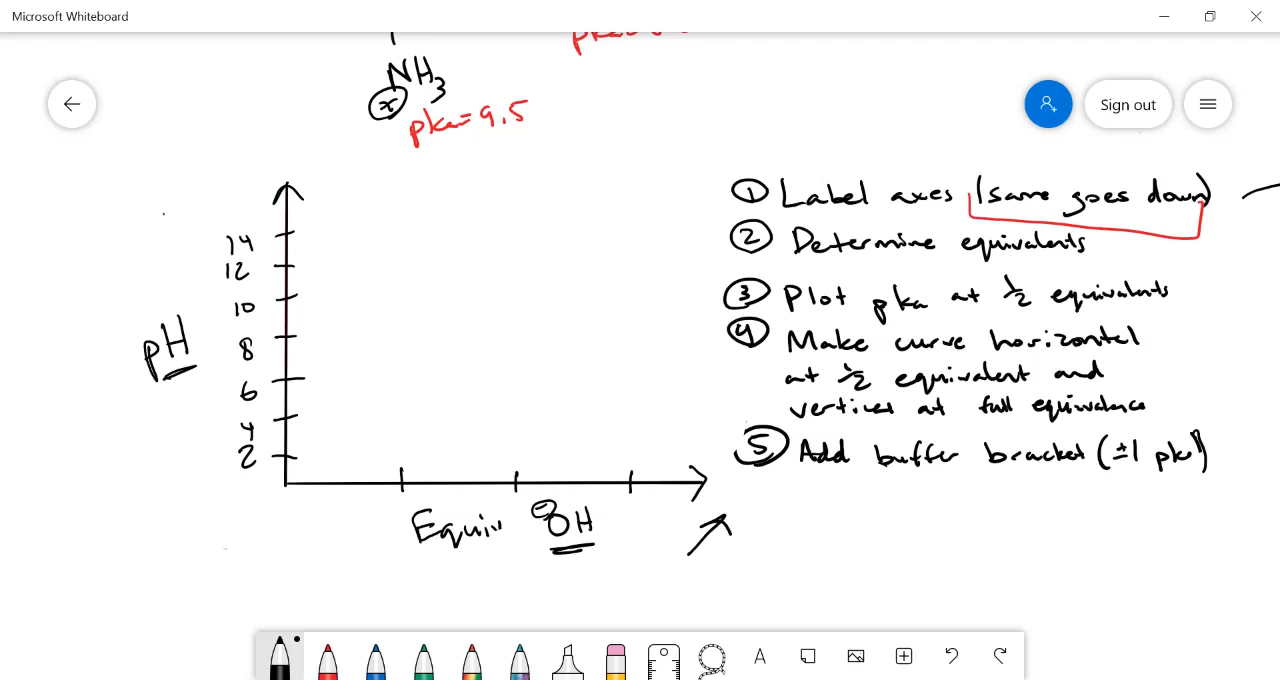 Microsoft Whiteboard
NH3
x
pka=9.5
Sign out
14
12
10
8
6
4
2
pH
Equiv ⊖OH
① Label axes (same goes down)
② Determine equivalents
③ Plot pka at 1/2 equivalents
④ Make curve horizontal
at 1/2 equivalent and
vertical at full equivalence
⑤ Add buffer bracket (±1 pka)
A